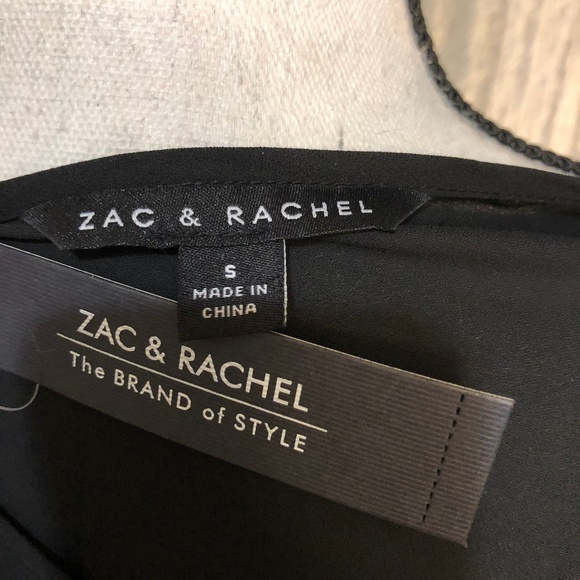 ZAC & RACHEL
S
MADE IN
CHINA
ZAC & RACHEL
The BRAND of STYLE